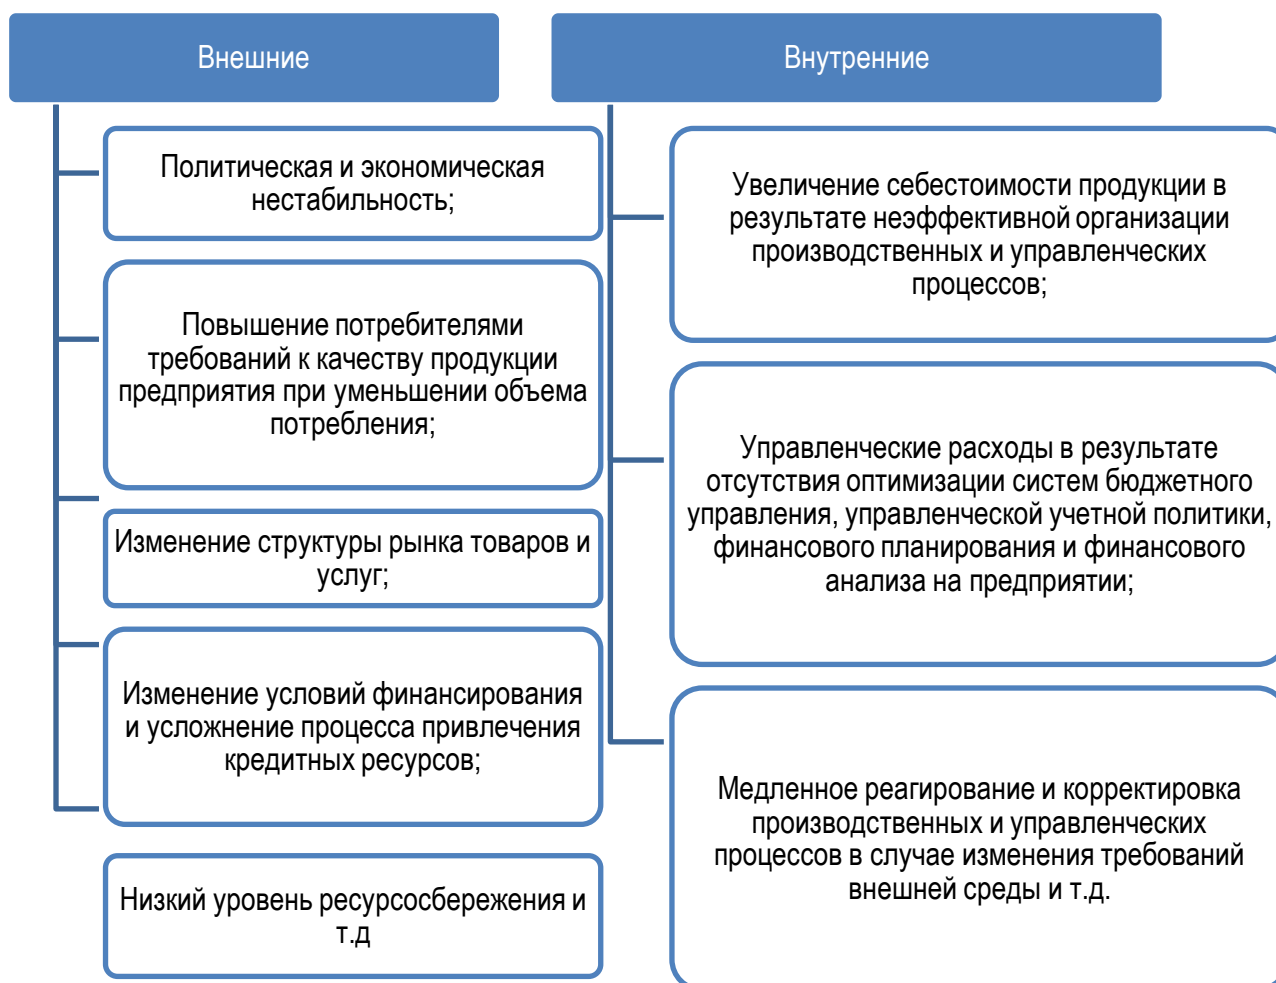 Внешние
Политическая и экономическая
нестабильность;
Повышение потребителями
требований к качеству продукции
предприятия при уменьшении объема
потребления;
Изменение структуры рынка товаров и
услуг;
Изменение условий финансирования
и усложнение процесса привлечения
кредитных ресурсов;
Низкий уровень ресурсосбережения и
т.д
Внутренние
Увеличение себестоимости продукции в
результате неэффективной организации
производственных и управленческих
процессов;
Управленческие расходы в результате
отсутствия оптимизации систем бюджетного
управления, управленческой учетной политики,
финансового планирования и финансового
анализа на предприятии;
Медленное реагирование и корректировка
производственных и управленческих
процессов в случае изменения требований
внешней среды и т.д.